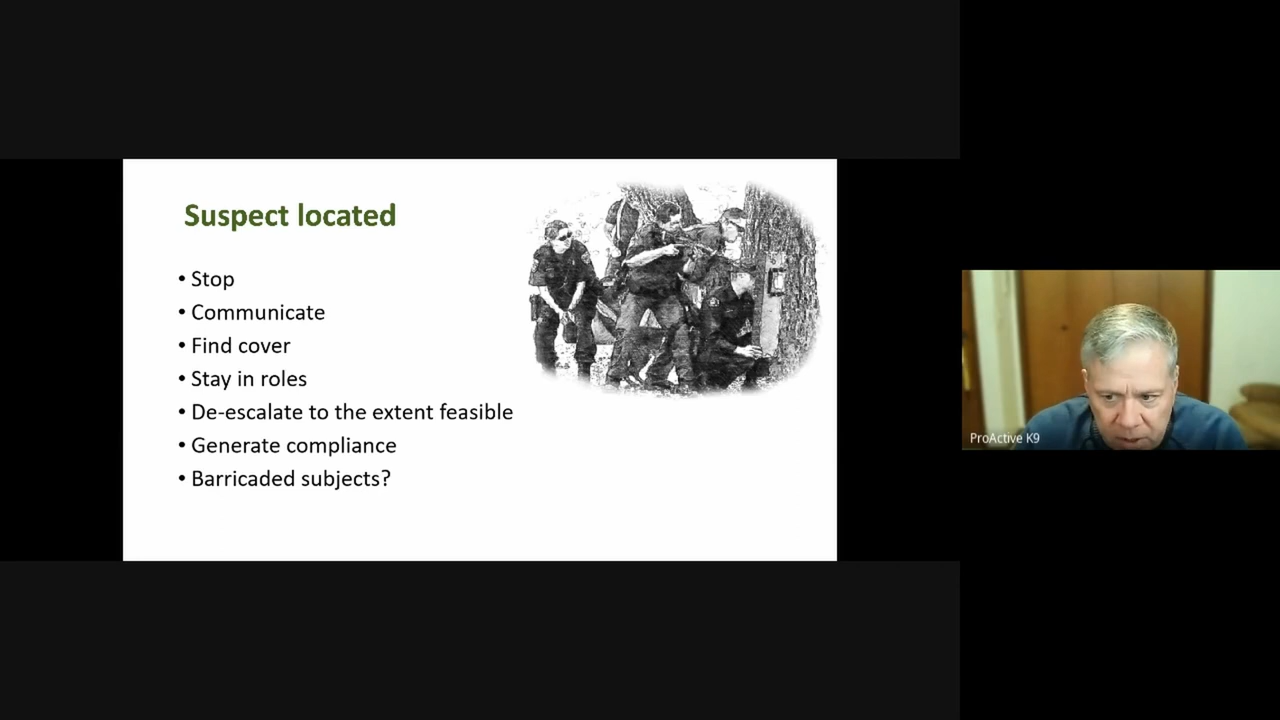 Suspect located
• Stop
• Communicate
• Find cover
• Stay in roles
• De-escalate to the extent feasible
• Generate compliance
• Barricaded subjects?
ProActive K9